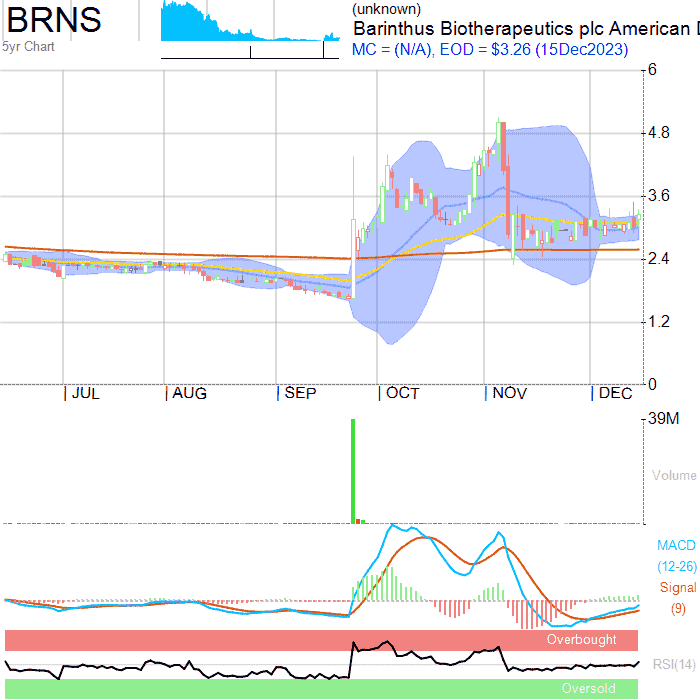 BRNS
5yr Chart
(unknown)
Barinthus Biotherapeutics plc American
MC = (N/A), EOD = $3.26 (15Dec2023)
6
4.8
3.6
2.4
1.2
0
JUL
AUG
SEP
OCT
NOV
DEC
39M
Volume
MACD
(12-26)
Signal
(9)
Overbought
RSI(14)
Oversold